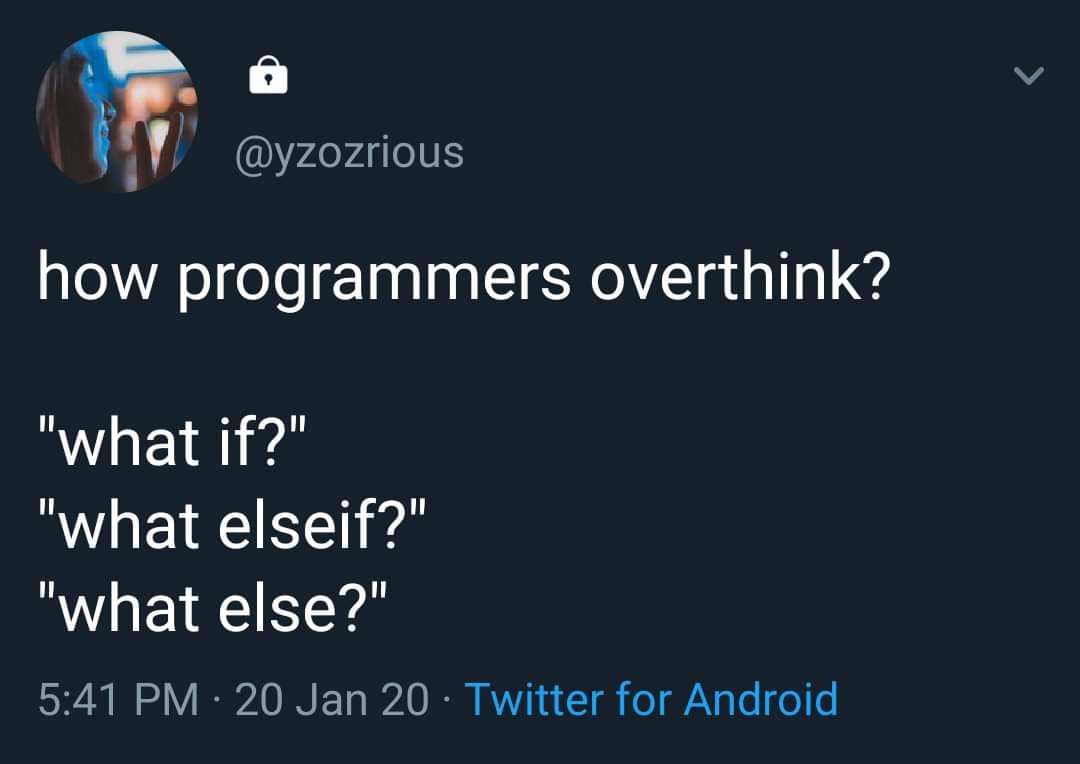 @yzozrious
how programmers overthink?
"what if?"
"what elseif?"
"what else?"
5:41 PM · 20 Jan 20 · Twitter for Android